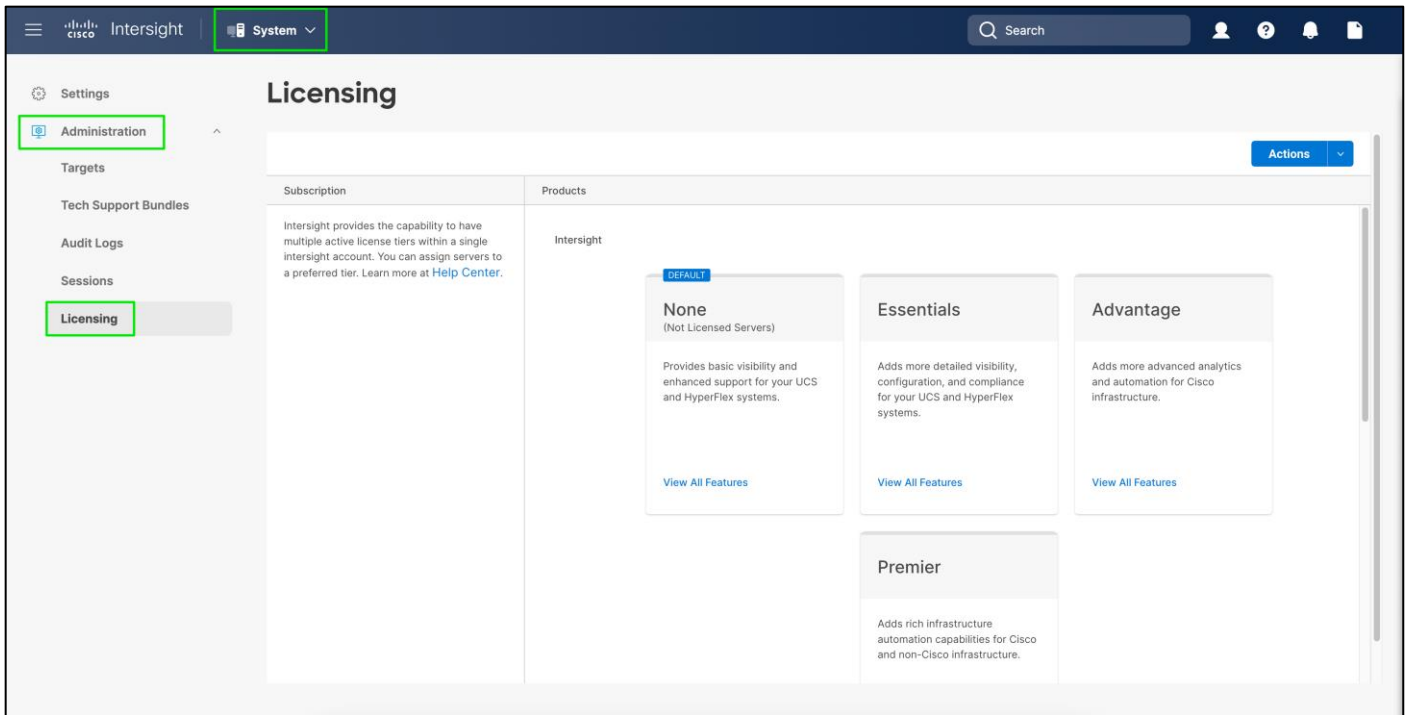 cisco Intersight System Search
Settings
Administration
Targets
Tech Support Bundles
Audit Logs
Sessions
Licensing
Licensing
Actions
Subscription
Products
Intersight provides the capability to have
multiple active license tiers within a single
intersight account. You can assign servers to
a preferred tier. Learn more at Help Center.
Intersight
DEFAULT
None
(Not Licensed Servers)
Provides basic visibility and
enhanced support for your UCS
and HyperFlex systems.
View All Features
Essentials
Adds more detailed visibility,
configuration, and compliance
for your UCS and HyperFlex
systems.
View All Features
Advantage
Adds more advanced analytics
and automation for Cisco
infrastructure.
View All Features
Premier
Adds rich infrastructure
automation capabilities for Cisco
and non-Cisco infrastructure.